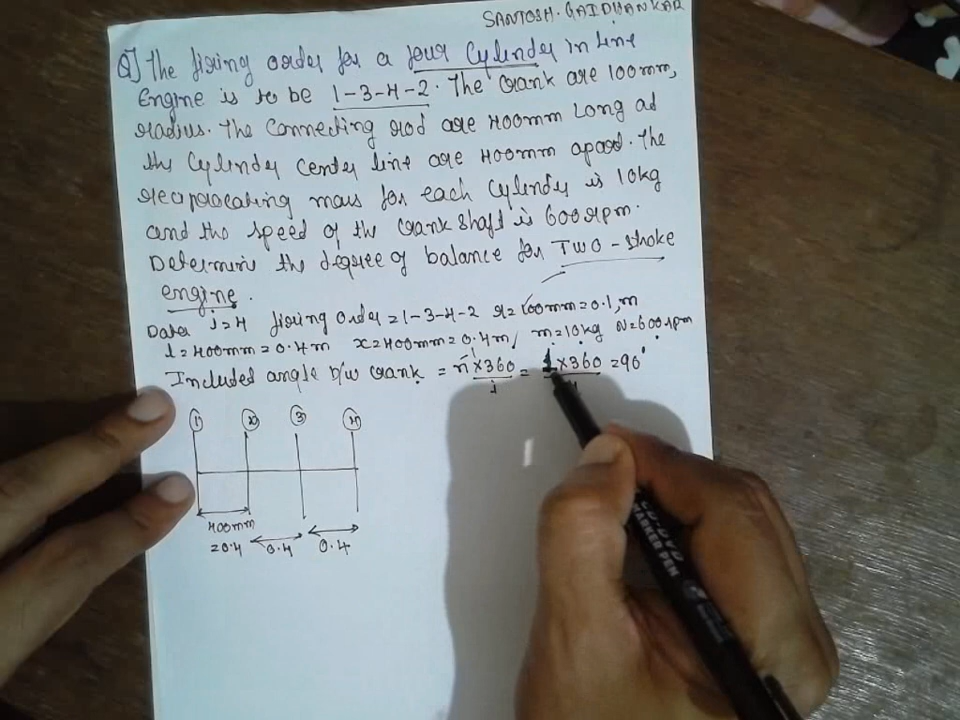 SANTOSH. GAIDHANKAR
Q] The firing order for a four Cylinder in line
Engine is to be 1-3-4-2. The Crank are 100mm,
radius. The Connecting rod are 400mm Long ad
the Cylinder Center line are 400mm apart. The
reciprocating mass for each Cylinder is 10kg
and the speed of the Crank Shaft is 600rpm.
Determine the degree of balance for TWO-stroke
engine.
Data i=4 firing order = 1-3-4-2 r=100mm=0.1, m
l=400mm=0.4m x=400mm=0.4m, m=10kg N=600rpm
Included angle b/w Crank = n×360/i = 1×360/4 =90°
1 2 3 4
400mm
=0.4 0.4 0.4
MARKER PEN